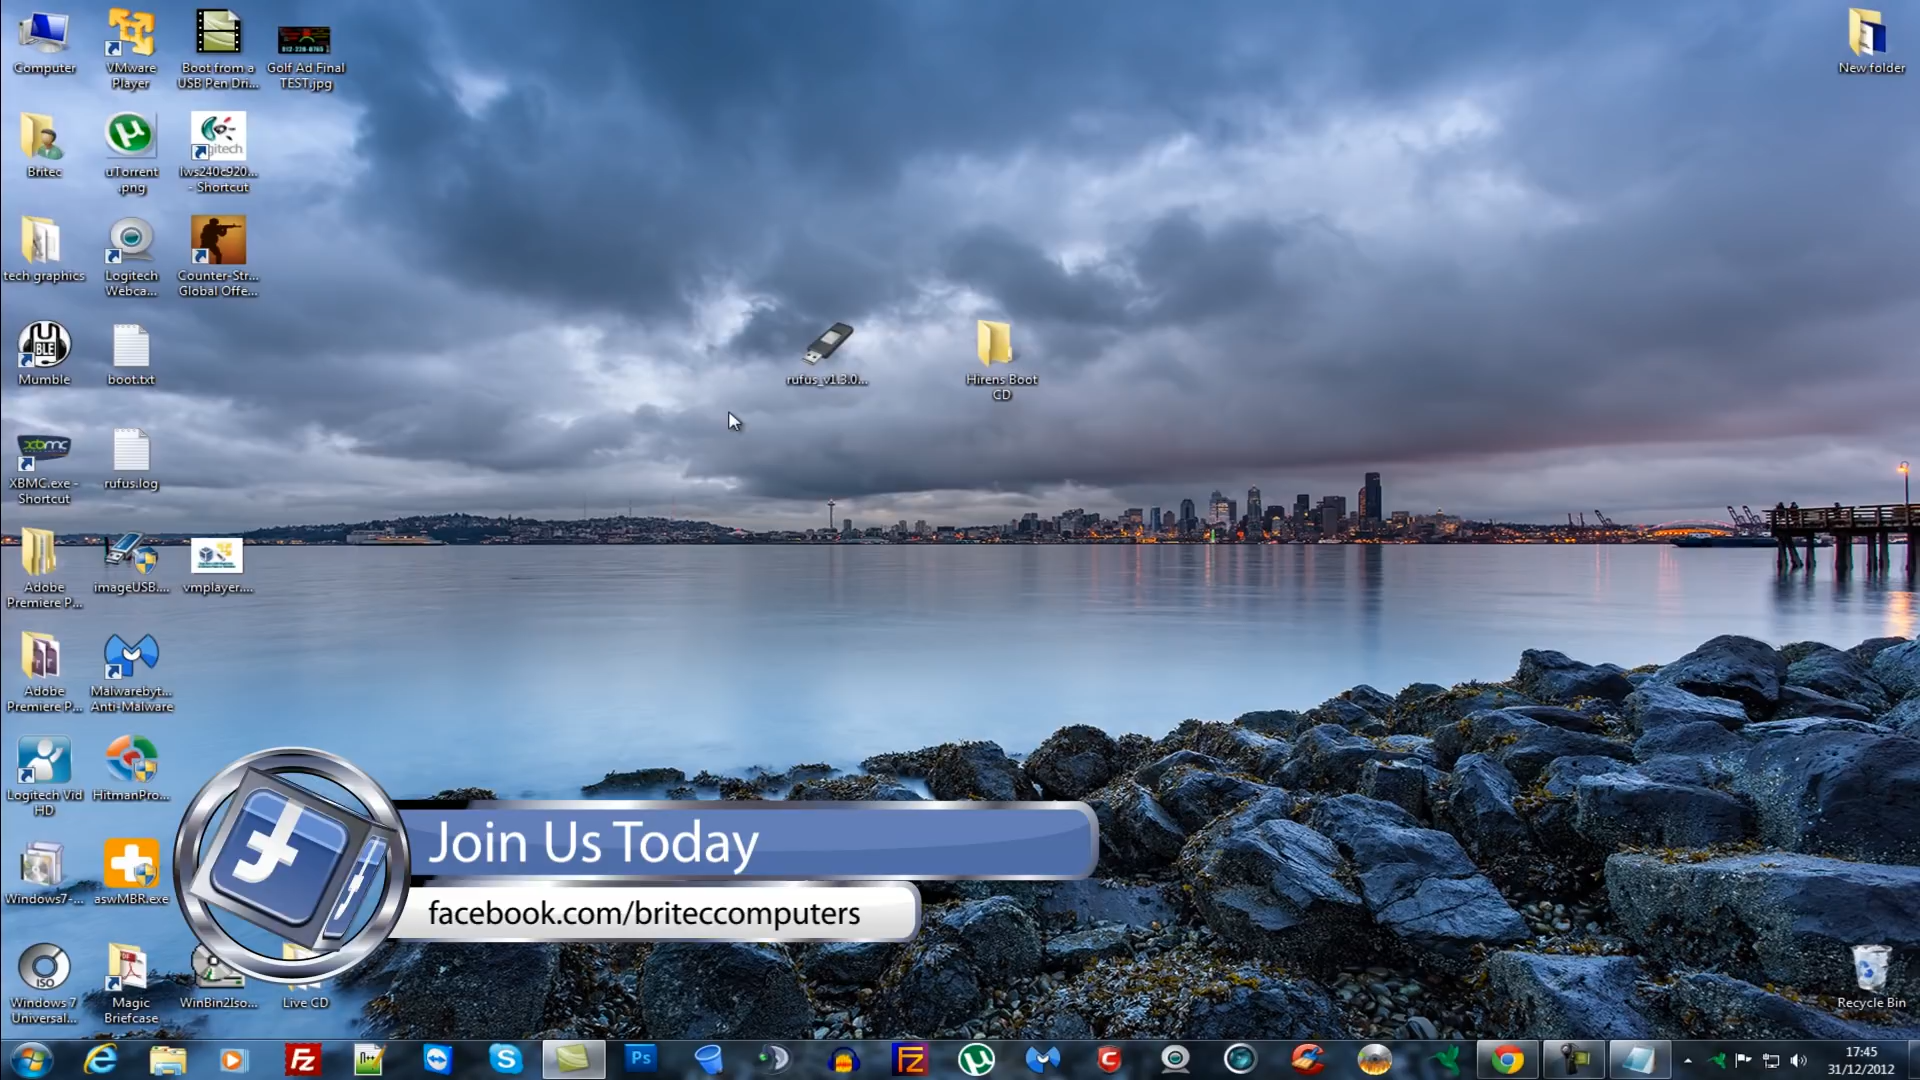 Computer
VMware
Player
Boot from a
USB Pen Dri...
Golf Ad Final
TEST.jpg
New folder
Britec
uTorrent
.png
lws240c920...
- Shortcut
tech graphics
Logitech
Webca...
Counter-Str...
Global Offe...
Mumble
boot.txt
rufus_v1.3.0...
Hirens Boot
CD
XBMC.exe -
Shortcut
rufus.log
Adobe
Premiere P...
imageUSB....
vmplayer....
Adobe
Premiere P...
Malwarebyt...
Anti-Malware
Logitech Vid
HD
HitmanPro...
Join Us Today
facebook.com/briteccomputers
Windows7-...
aswMBR.exe
Windows 7
Universal...
Magic
Briefcase
WinBin2Iso...
Live CD
Recycle Bin
17:45
31/12/2012